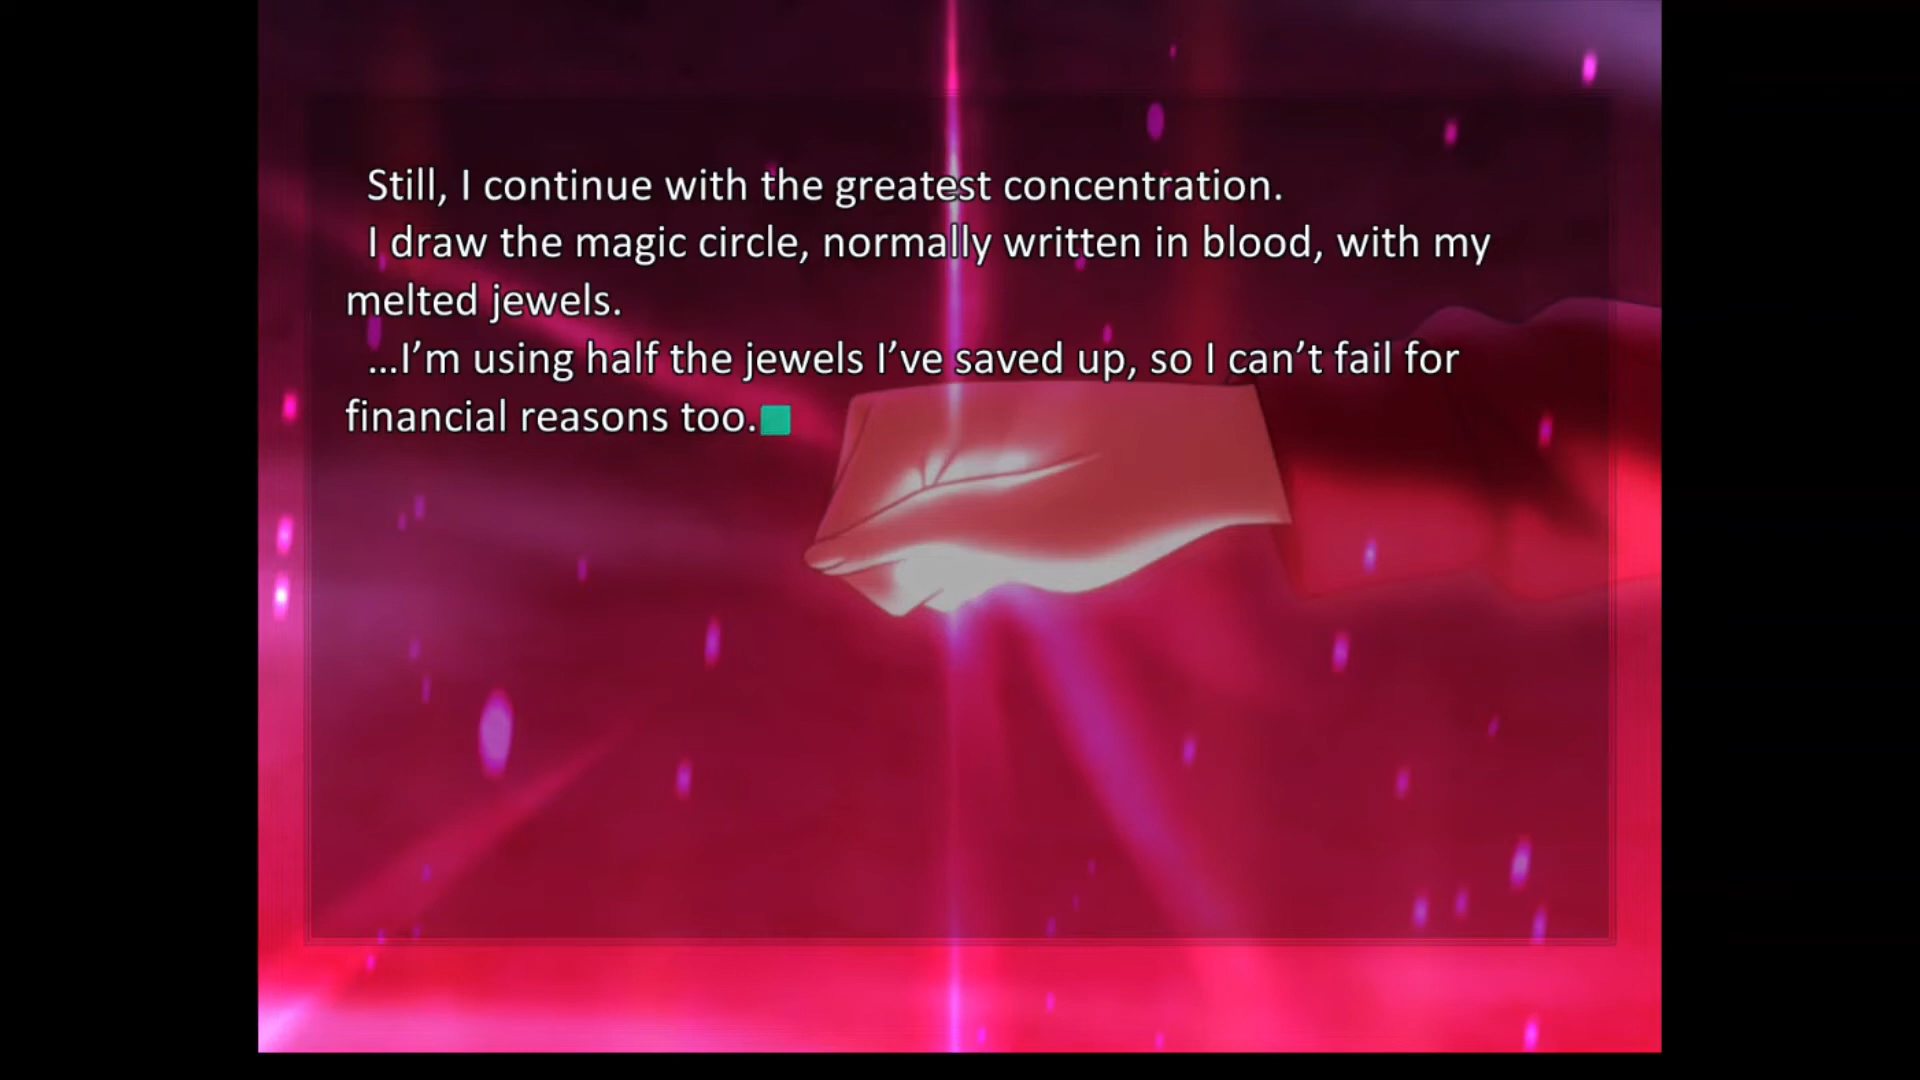 Still, I continue with the greatest concentration.
I draw the magic circle, normally written in blood, with my
melted jewels.
…I’m using half the jewels I’ve saved up, so I can’t fail for
financial reasons too.